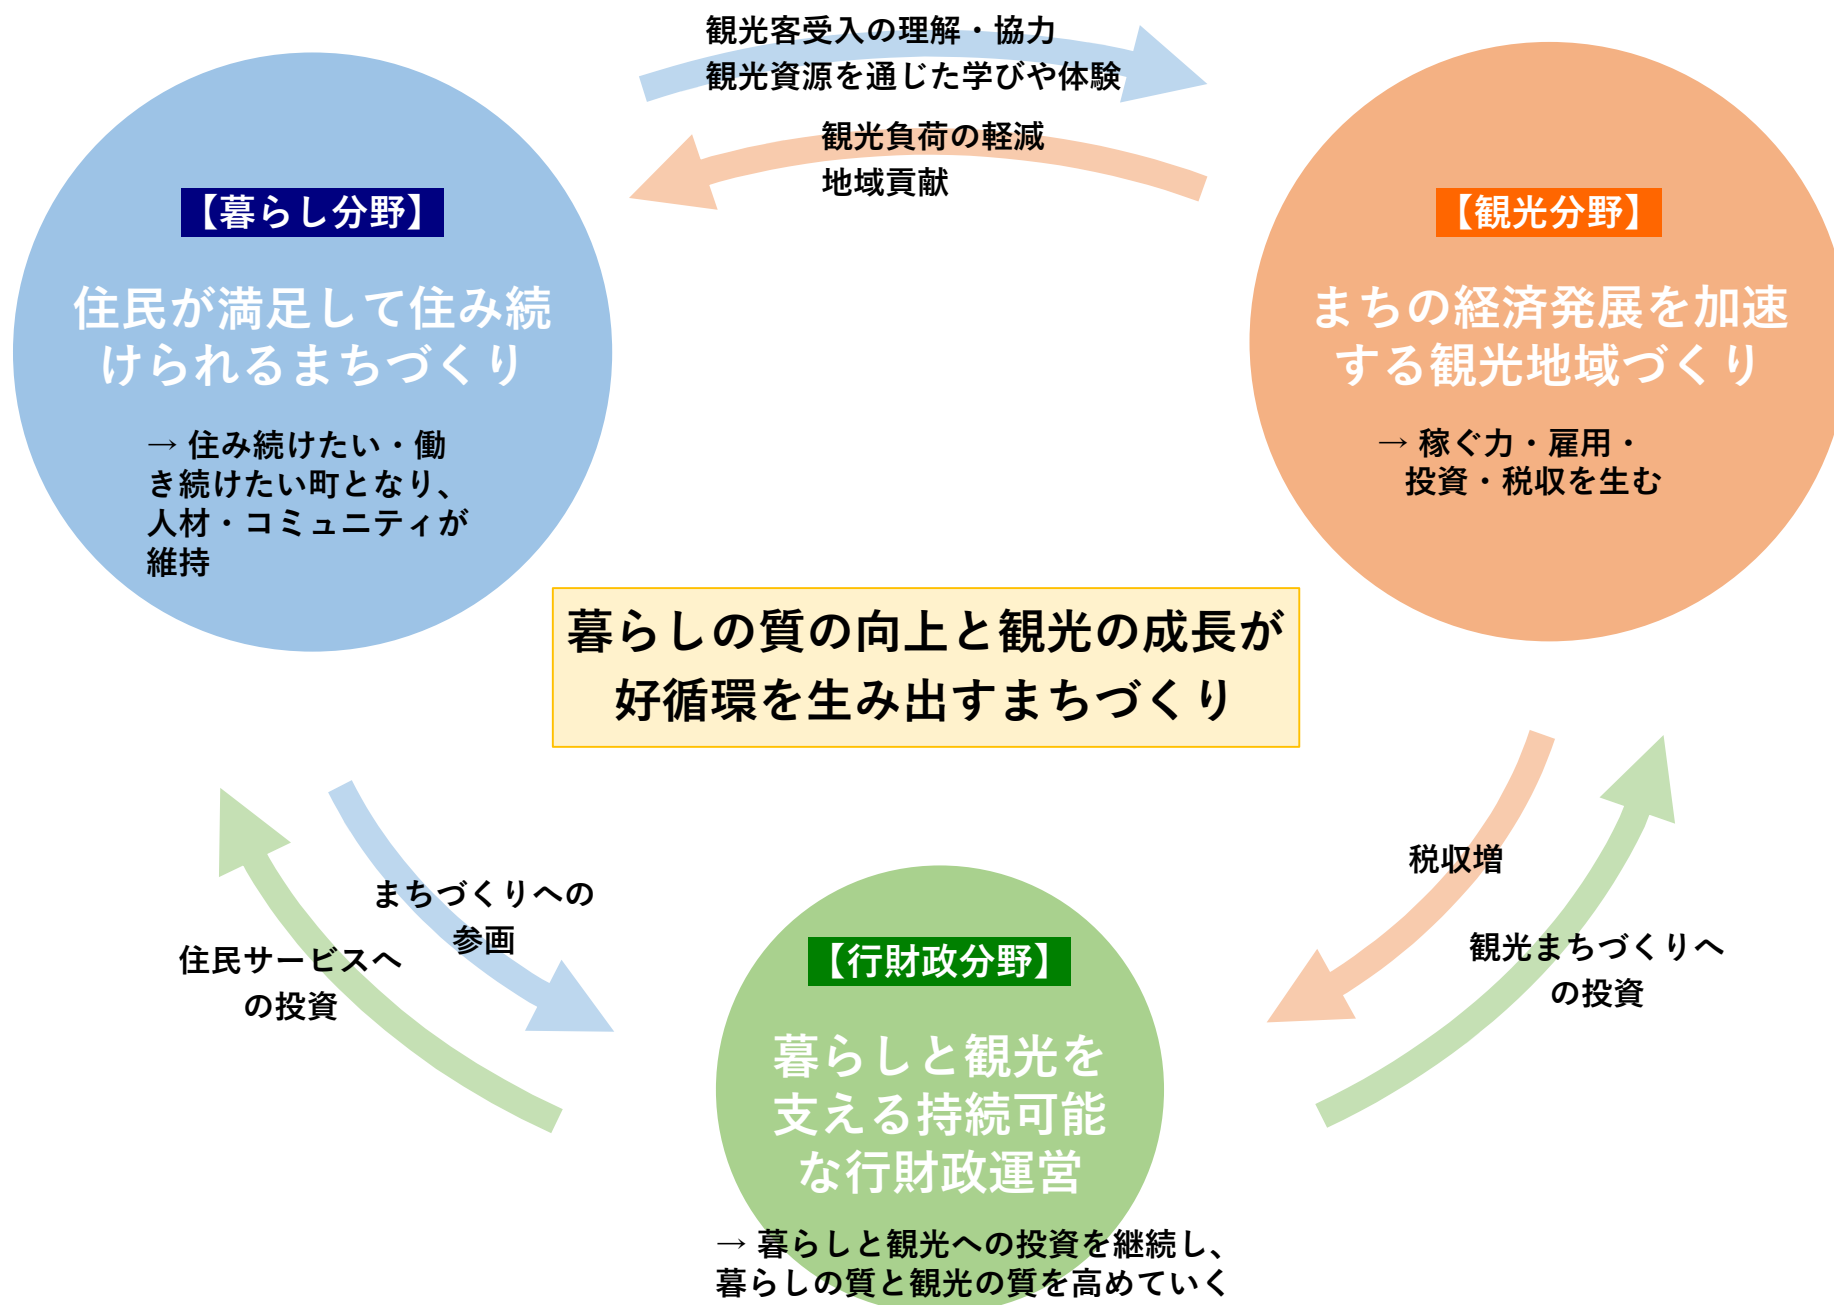 観光客受入の理解・協力
観光資源を通じた学びや体験
観光負荷の軽減
地域貢献
【暮らし分野】
住民が満足して住み続
けられるまちづくり
→ 住み続けたい・働
き続けたい町となり、
人材・コミュニティが
維持
【観光分野】
まちの経済発展を加速
する観光地域づくり
→ 稼ぐ力・雇用・
投資・税収を生む
暮らしの質の向上と観光の成長が
好循環を生み出すまちづくり
まちづくりへの
参画
住民サービスへ
の投資
税収増
観光まちづくりへ
の投資
【行財政分野】
暮らしと観光を
支える持続可能
な行財政運営
→ 暮らしと観光への投資を継続し、
暮らしの質と観光の質を高めていく